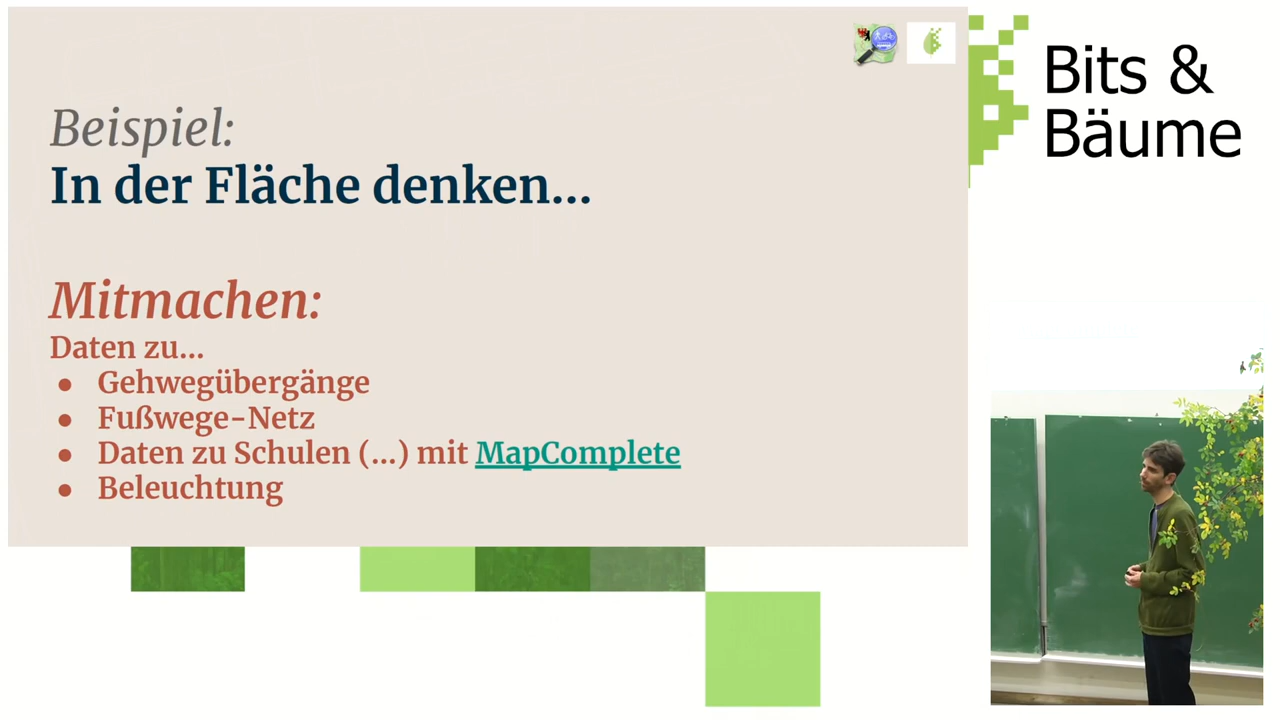 Beispiel:
In der Fläche denken...
Mitmachen:
Daten zu...
● Gehwegübergänge
● Fußwege-Netz
● Daten zu Schulen (...) mit MapComplete
● Beleuchtung
Bits &
Bäume